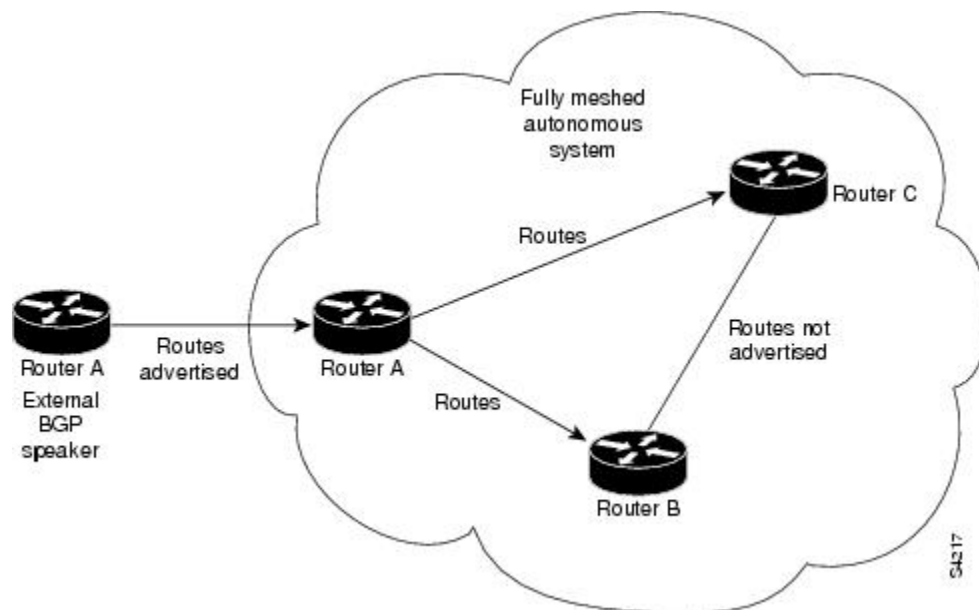 Fully meshed
autonomous
system
Router C
Routes
Routes not
advertised
Router A
Routes
advertised
Router A
External
BGP
speaker
Routes
Router B
S4217